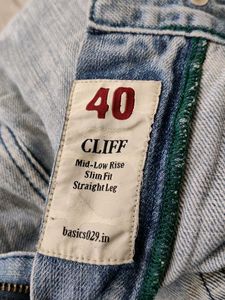 40
CLIFF
Mid-Low Rise
Slim Fit
Straight Leg
basics029.in